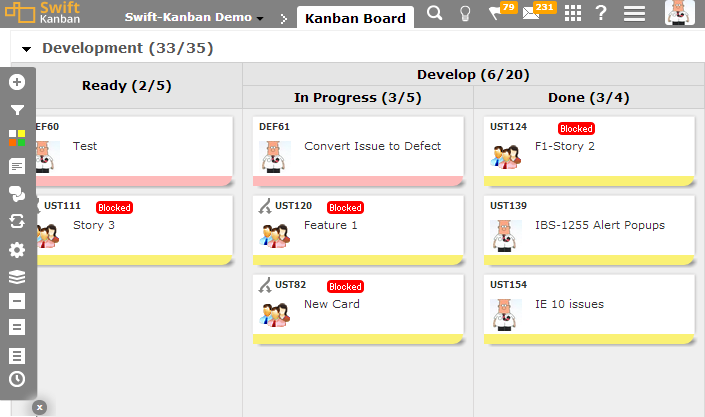 Swift
Kanban
Swift-Kanban Demo
Kanban Board
79
231
?
Development (33/35)
Ready (2/5)
Develop (6/20)
In Progress (3/5)
Done (3/4)
EF60
Test
UST111
Blocked
Story 3
DEF61
Convert Issue to Defect
UST120
Blocked
Feature 1
UST82
Blocked
New Card
UST124
Blocked
F1-Story 2
UST139
IBS-1255 Alert Popups
UST154
IE 10 issues